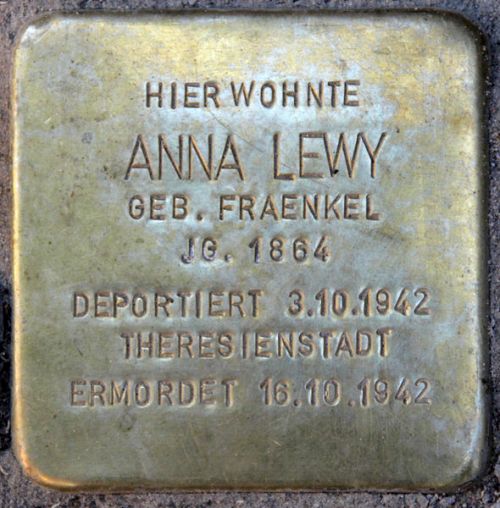 HIER WOHNTE
ANNA LEWY
GEB. FRAENKEL
JG. 1864
DEPORTIERT 3.10.1942
THERESIENSTADT
ERMORDET 16.10.1942